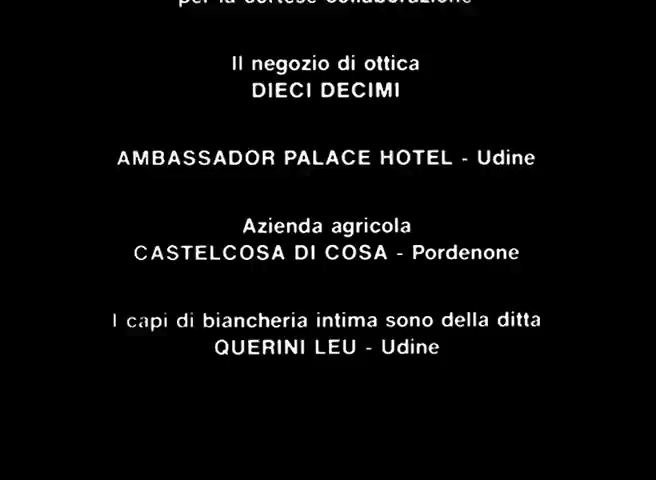 per la cortese collaborazione
Il negozio di ottica
DIECI DECIMI
AMBASSADOR PALACE HOTEL - Udine
Azienda agricola
CASTELCOSA DI COSA - Pordenone
I capi di biancheria intima sono della ditta
QUERINI LEU - Udine